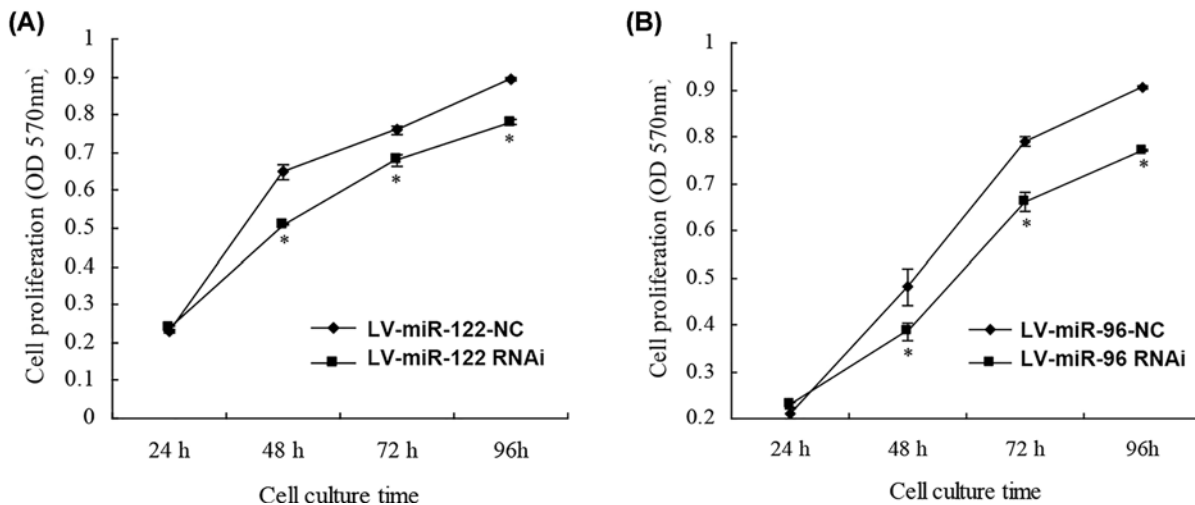 (A)
Cell proliferation (OD 570nm`)
1
0.9
0.8
0.7
0.6
0.5
0.4
0.3
0.2
0.1
0
*
*
*
LV-miR-122-NC
LV-miR-122 RNAi
24 h 48 h 72 h 96h
Cell culture time
(B)
Cell proliferation (OD 570nm`)
1
0.9
0.8
0.7
0.6
0.5
0.4
0.3
0.2
*
*
*
LV-miR-96-NC
LV-miR-96 RNAi
24 h 48 h 72 h 96h
Cell culture time